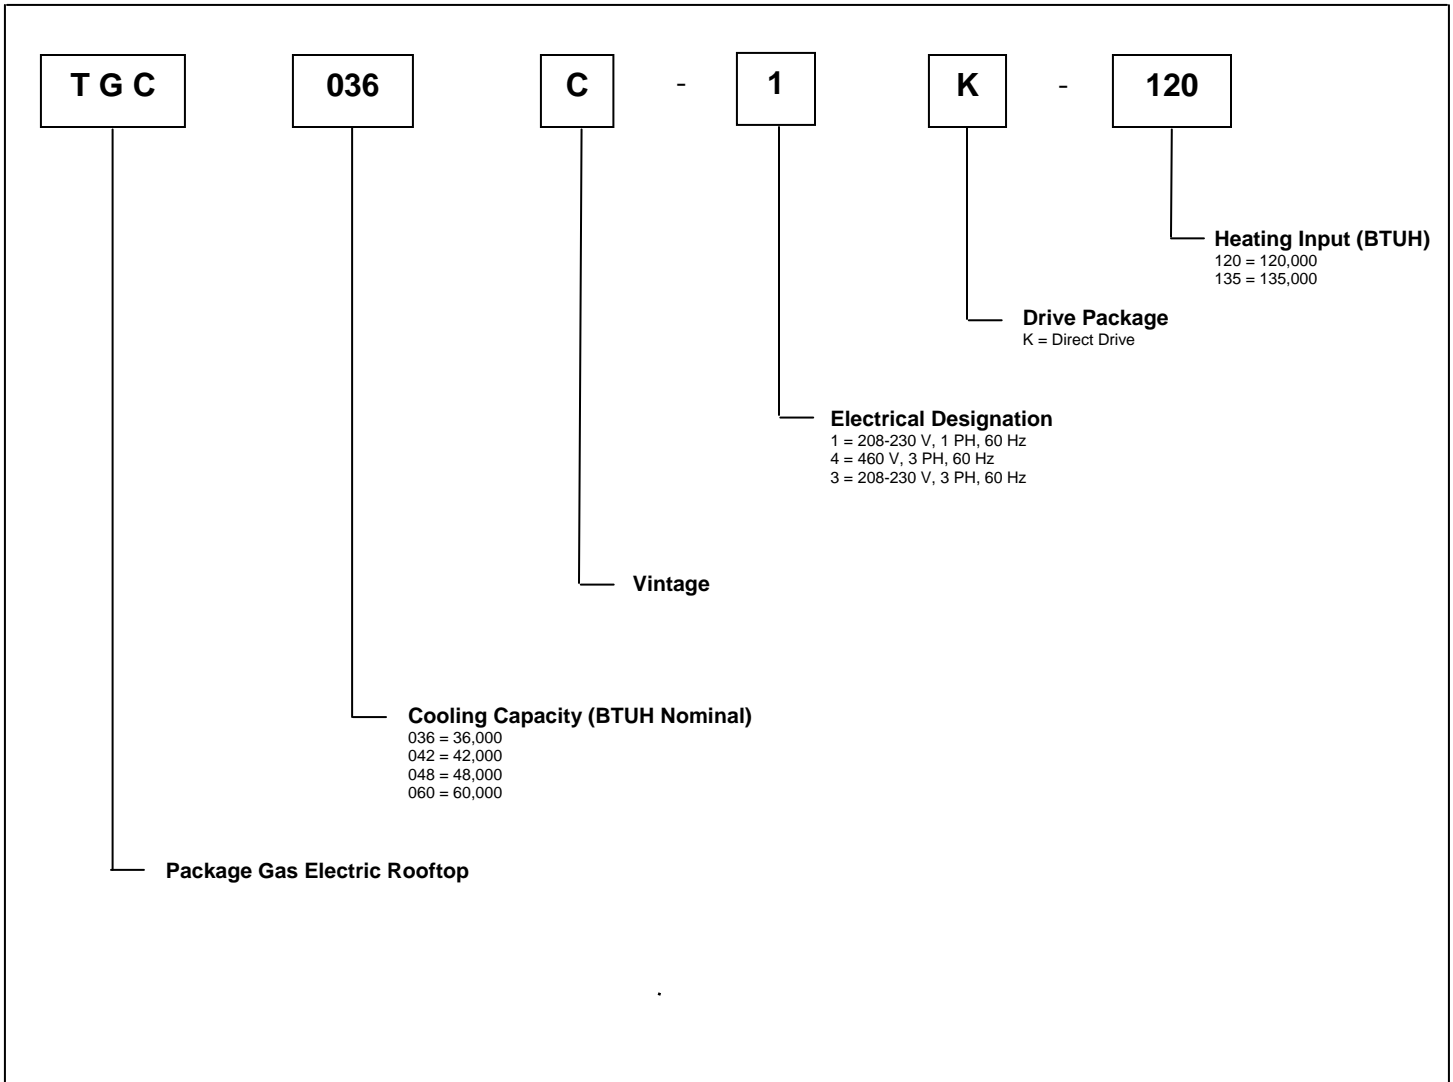 T G C 036 C - 1 K - 120
Heating Input (BTUH)
120 = 120,000
135 = 135,000
Drive Package
K = Direct Drive
Electrical Designation
1 = 208-230 V, 1 PH, 60 Hz
4 = 460 V, 3 PH, 60 Hz
3 = 208-230 V, 3 PH, 60 Hz
Vintage
Cooling Capacity (BTUH Nominal)
036 = 36,000
042 = 42,000
048 = 48,000
060 = 60,000
Package Gas Electric Rooftop
.